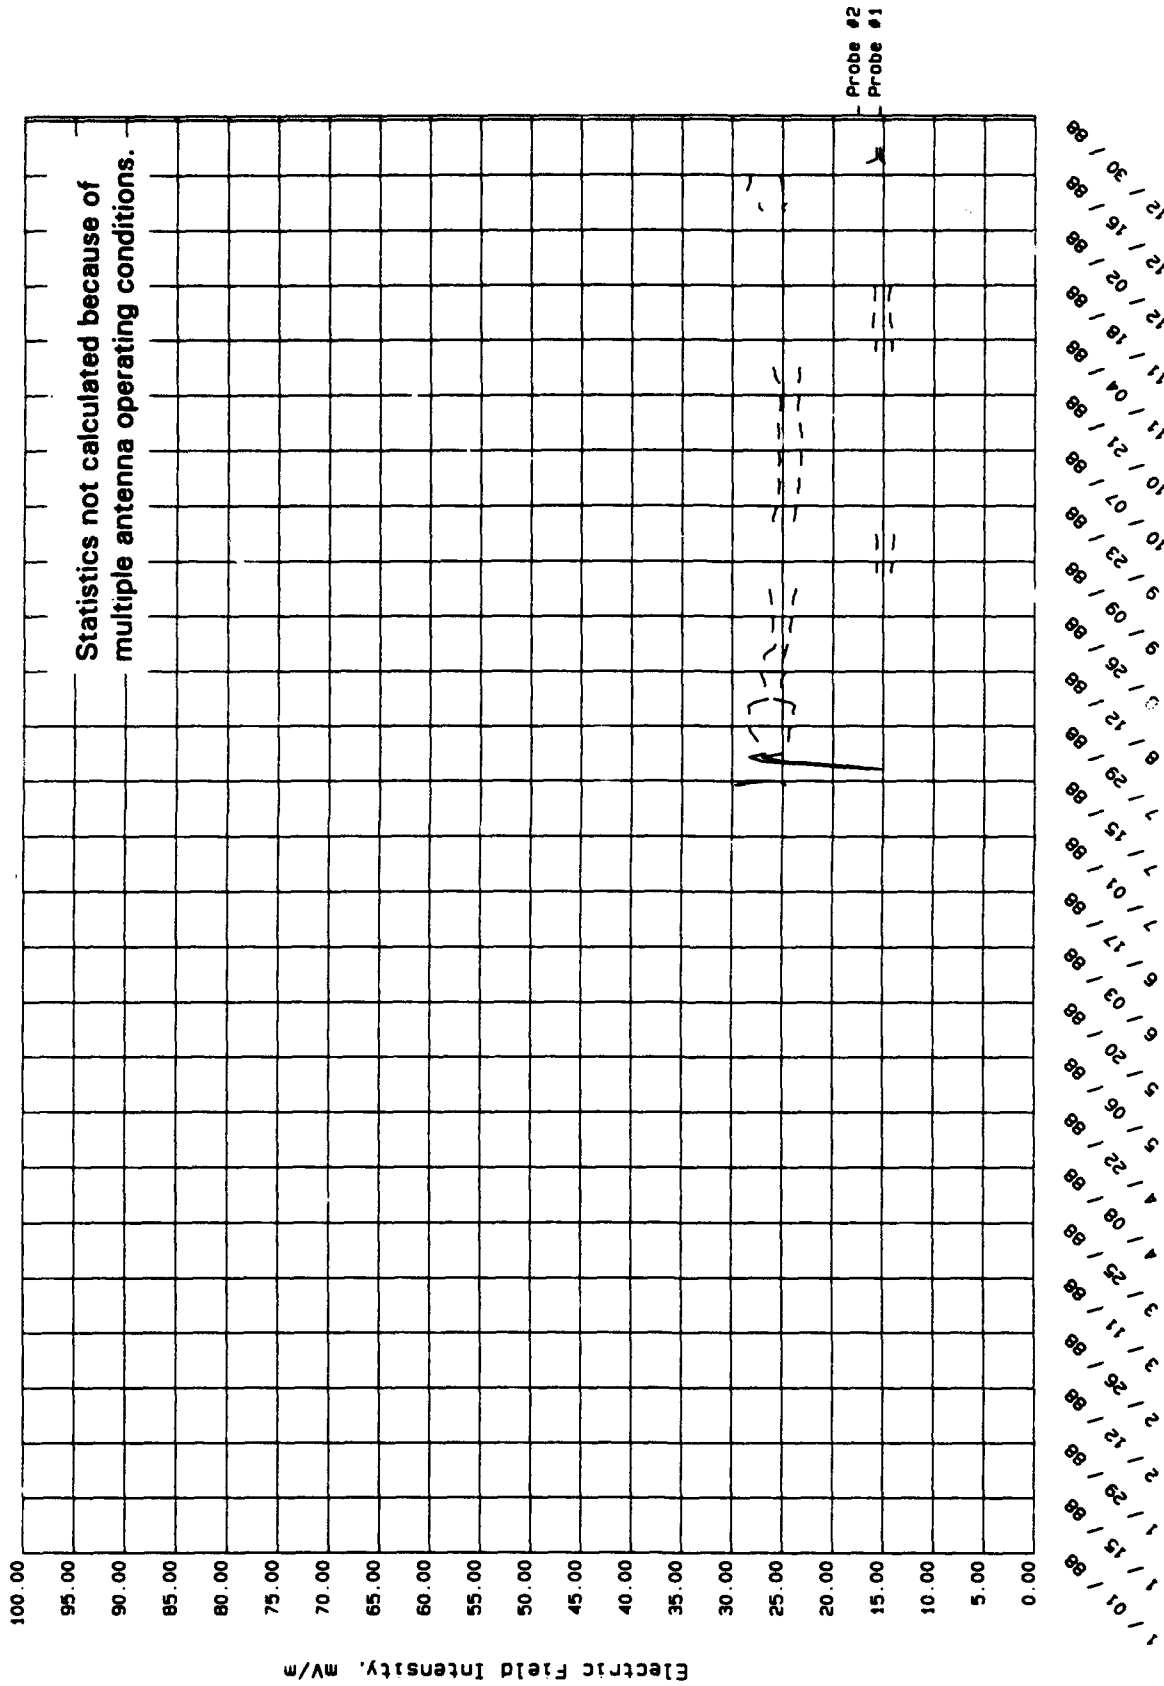 Statistics not calculated because of
multiple antenna operating conditions.
Probe #2
Probe #1
Electric Field Intensity, mV/m
100.00
95.00
90.00
85.00
80.00
75.00
70.00
65.00
60.00
55.00
50.00
45.00
40.00
35.00
30.00
25.00
20.00
15.00
10.00
5.00
0.00
1 / 01 / 88
1 / 15 / 88
1 / 29 / 88
2 / 12 / 88
2 / 26 / 88
3 / 11 / 88
3 / 25 / 88
4 / 08 / 88
4 / 22 / 88
5 / 06 / 88
5 / 20 / 88
6 / 03 / 88
6 / 17 / 88
7 / 01 / 88
7 / 15 / 88
7 / 29 / 88
8 / 12 / 88
/ 26 / 88
9 / 09 / 88
9 / 23 / 88
10 / 07 / 88
10 / 21 / 88
11 / 04 / 88
11 / 18 / 88
12 / 02 / 88
12 / 16 / 88
12 / 30 / 88